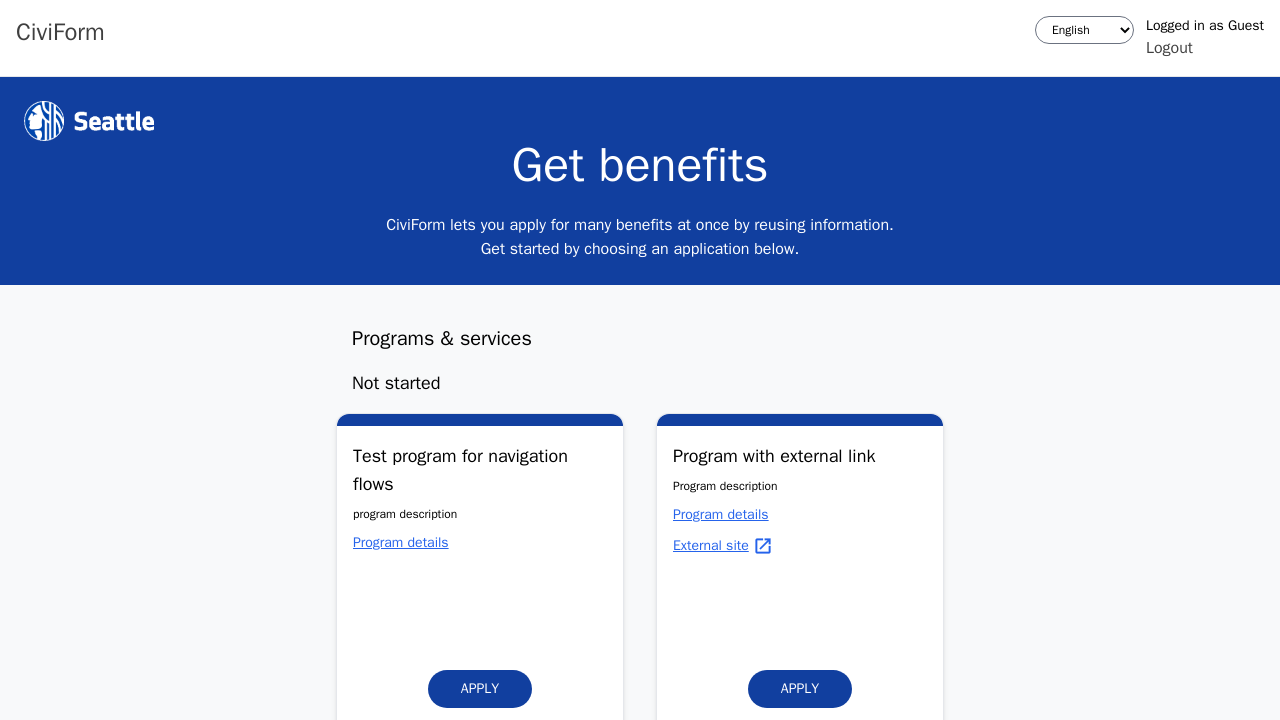 CiviForm
English
Logged in as Guest
Logout
Seattle
Get benefits
CiviForm lets you apply for many benefits at once by reusing information.
Get started by choosing an application below.
Programs & services
Not started
Test program for navigation
flows
program description
Program details
APPLY
Program with external link
Program description
Program details
External site
APPLY